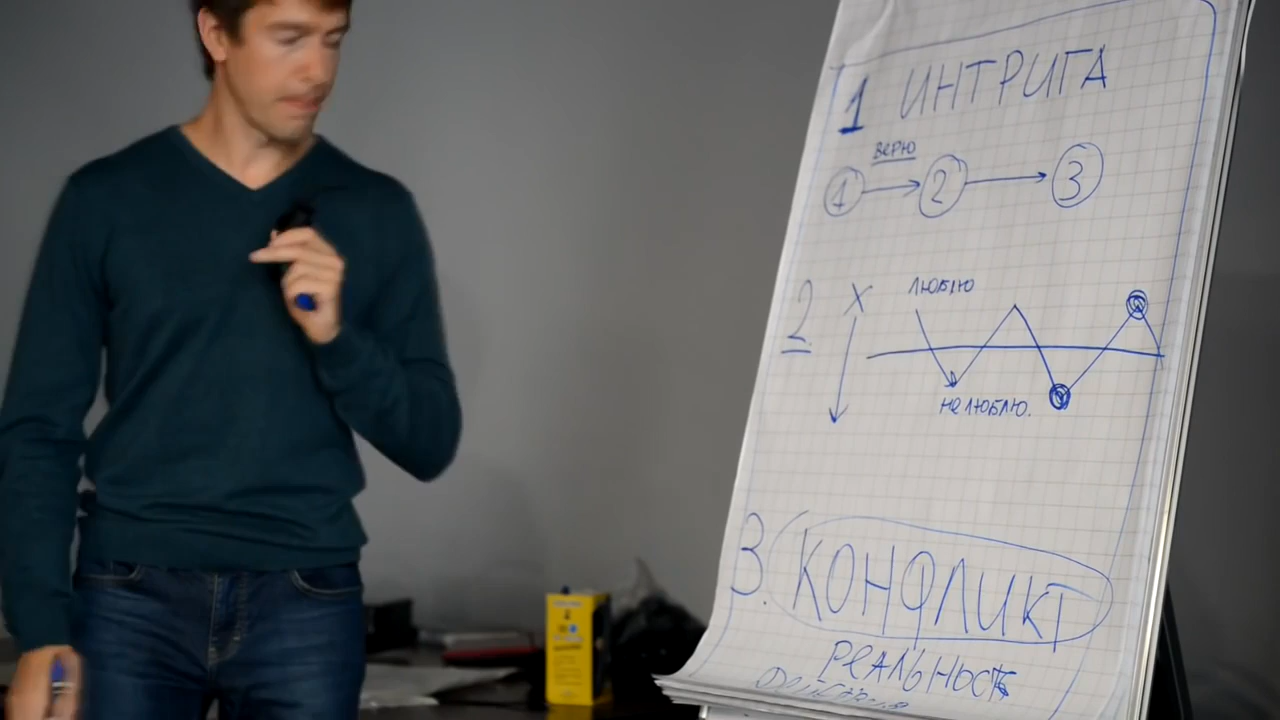 1 ИНТРИГА
верю
1 2 3
2 X люблю
не люблю.
3. КОНФЛИКТ
РЕАЛЬНОСТЬ